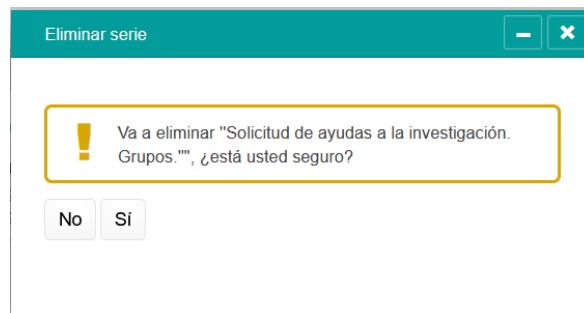 Eliminar serie
Va a eliminar "Solicitud de ayudas a la investigación.
Grupos."", ¿está usted seguro?
No Sí